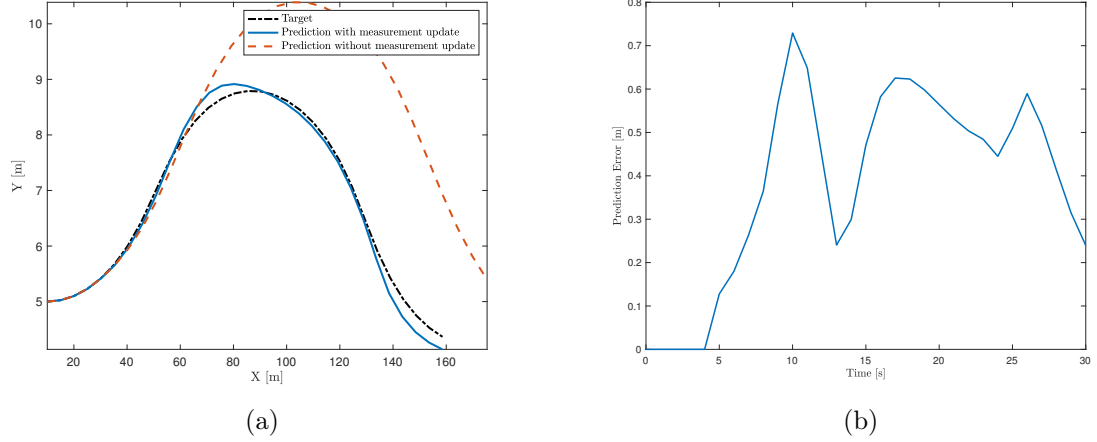 Target
Prediction with measurement update
Prediction without measurement update
10
9
8
7
6
5
Y [m]
20 40 60 80 100 120 140 160
X [m]
(a)
0.8
0.7
0.6
0.5
0.4
0.3
0.2
0.1
0
Prediction Error [m]
0 5 10 15 20 25 30
Time [s]
(b)